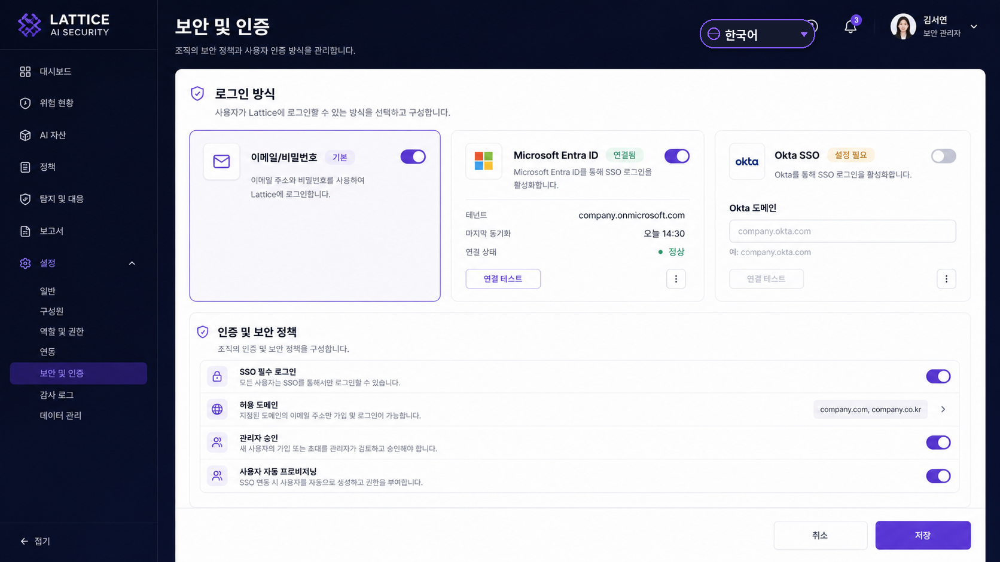 LATTICE
AI SECURITY
대시보드
위험 현황
AI 자산
정책
탐지 및 대응
보고서
설정
일반
구성원
역할 및 권한
연동
보안 및 인증
감사 로그
데이터 관리
접기
보안 및 인증
조직의 보안 정책과 사용자 인증 방식을 관리합니다.
한국어
3
김서연
보안 관리자
로그인 방식
사용자가 Lattice에 로그인할 수 있는 방식을 선택하고 구성합니다.
이메일/비밀번호 기본
이메일 주소와 비밀번호를 사용하여
Lattice에 로그인합니다.
Microsoft Entra ID 연결됨
Microsoft Entra ID를 통해 SSO 로그인을
활성화합니다.
테넌트 company.onmicrosoft.com
마지막 동기화 오늘 14:30
연결 상태 정상
연결 테스트
okta
Okta SSO 설정 필요
Okta를 통해 SSO 로그인을 활성화합니다.
Okta 도메인
company.okta.com
예: company.okta.com
연결 테스트
인증 및 보안 정책
조직의 인증 및 보안 정책을 구성합니다.
SSO 필수 로그인
모든 사용자는 SSO를 통해서만 로그인할 수 있습니다.
허용 도메인
지정된 도메인의 이메일 주소만 가입 및 로그인이 가능합니다.
company.com, company.co.kr
관리자 승인
새 사용자의 가입 또는 초대를 관리자가 검토하고 승인해야 합니다.
사용자 자동 프로비저닝
SSO 연동 시 사용자를 자동으로 생성하고 권한을 부여합니다.
취소
저장